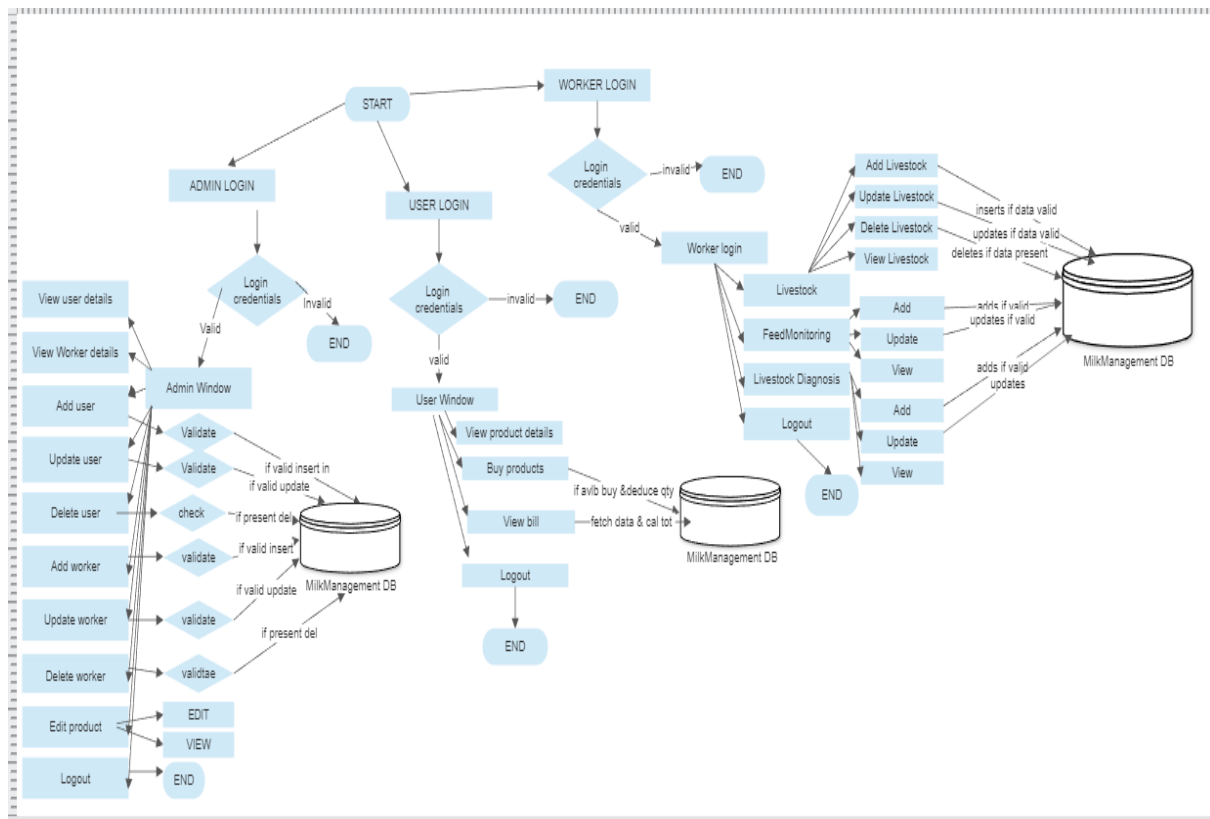 START
WORKER LOGIN
Login
credentials
invalid
END
valid
Worker login
Livestock
FeedMonitoring
Livestock Diagnosis
Logout
END
Add Livestock
Update Livestock
Delete Livestock
View Livestock
inserts if data valid
updates if data valid
deletes if data present
Add
Update
View
adds if valid
updates if valid
Add
Update
View
adds if valid
updates
MilkManagement DB
ADMIN LOGIN
Login
credentials
Invalid
END
Valid
Admin Window
View user details
View Worker details
Add user
Update user
Delete user
Add worker
Update worker
Delete worker
Edit product
Logout
Validate
Validate
check
validate
validate
validtae
EDIT
VIEW
END
if valid insert in
if valid update
if present del
if valid insert
if valid update
if present del
MilkManagement DB
USER LOGIN
Login
credentials
invalid
END
valid
User Window
View product details
Buy products
View bill
Logout
END
if avlb buy &deduce qty
fetch data & cal tot
MilkManagement DB